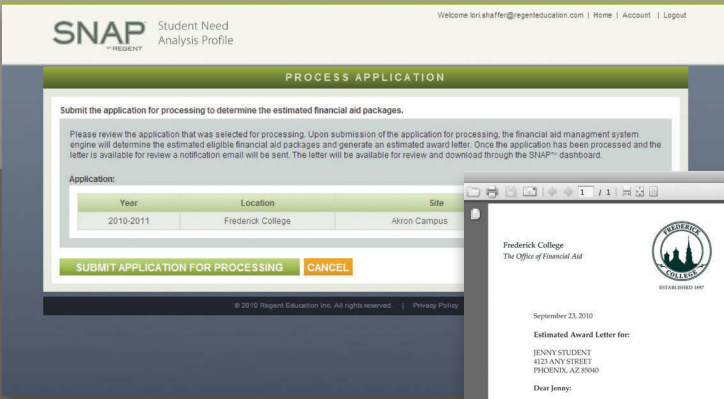 SNAP™
BY REGENT
Student Need
Analysis Profile
Welcome lori.shaffer@regenteducation.com | Home | Account | Logout
PROCESS APPLICATION
Submit the application for processing to determine the estimated financial aid packages.
Please review the application that was selected for processing. Upon submission of the application for processing, the financial aid managment system
engine will determine the estimated eligible financial aid packages and generate an estimated award letter. Once the application has been processed and the
letter is available for review a notification email will be sent. The letter will be available for review and download through the SNAP™ dashboard.
Application:
Year Location Site
2010-2011 Frederick College Akron Campus
SUBMIT APPLICATION FOR PROCESSING CANCEL
© 2010 Regent Education Inc. All rights reserved. | Privacy Policy
1 / 1
Frederick College
The Office of Financial Aid
FREDERICK
COLLEGE
ESTABLISHED 1897
September 23, 2010
Estimated Award Letter for:
JENNY STUDENT
4123 ANY STREET
PHOENIX, AZ 85040
Dear Jenny: